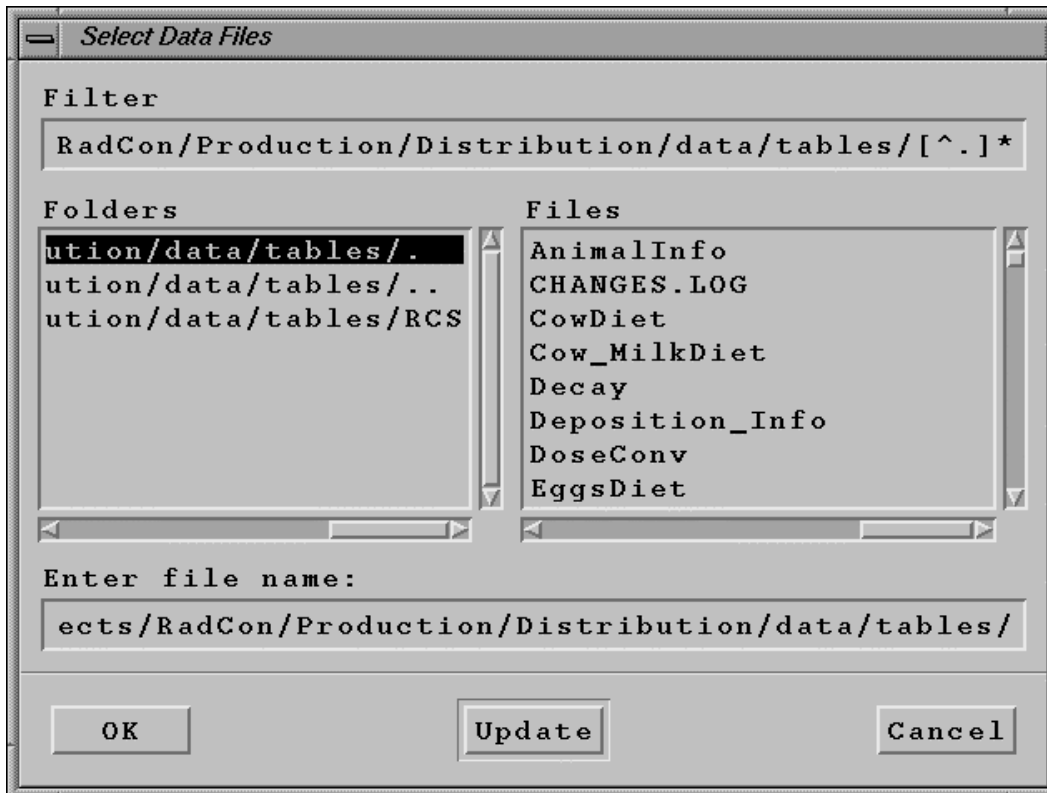 Select Data Files
Filter
RadCon/Production/Distribution/data/tables/[^.]*
Folders
ution/data/tables/.
ution/data/tables/..
ution/data/tables/RCS
Files
AnimalInfo
CHANGES.LOG
CowDiet
Cow_MilkDiet
Decay
Deposition_Info
DoseConv
EggsDiet
Enter file name:
ects/RadCon/Production/Distribution/data/tables/
OK
Update
Cancel